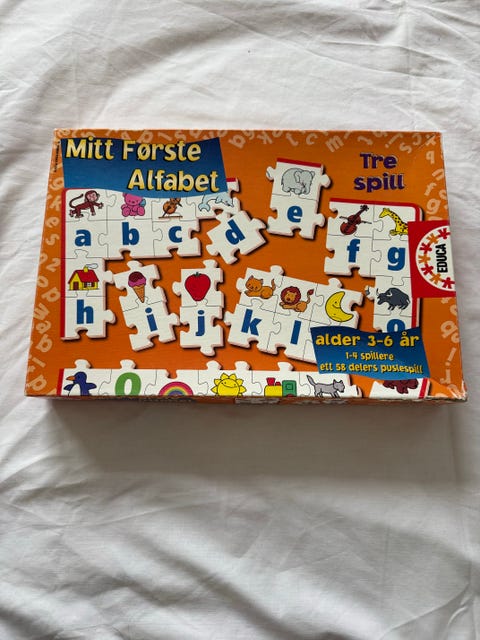 Mitt Første
Alfabet
Tre
spill
a b c d e f g
EDUCA
h i j k l
alder 3-6 år
1-4 spillere
ett 58 delers puslespill